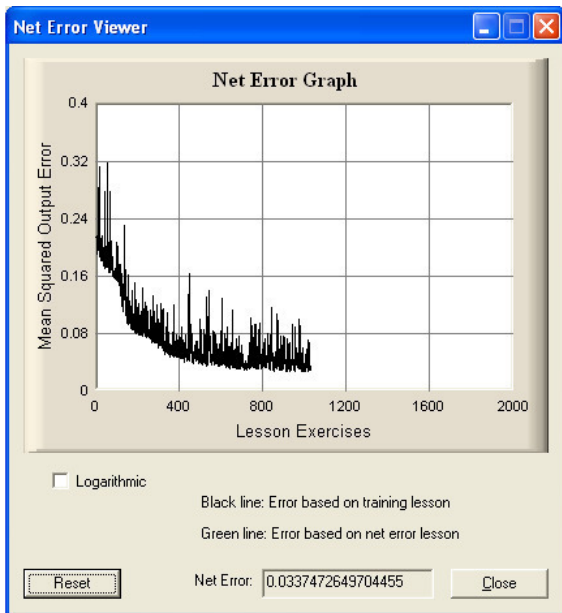 Net Error Viewer
Net Error Graph
0.4
0.32
0.24
0.16
0.08
0
Mean Squared Output Error
0 400 800 1200 1600 2000
Lesson Exercises
Logarithmic
Black line: Error based on training lesson
Green line: Error based on net error lesson
Reset Net Error: 0.0337472649704455 Close